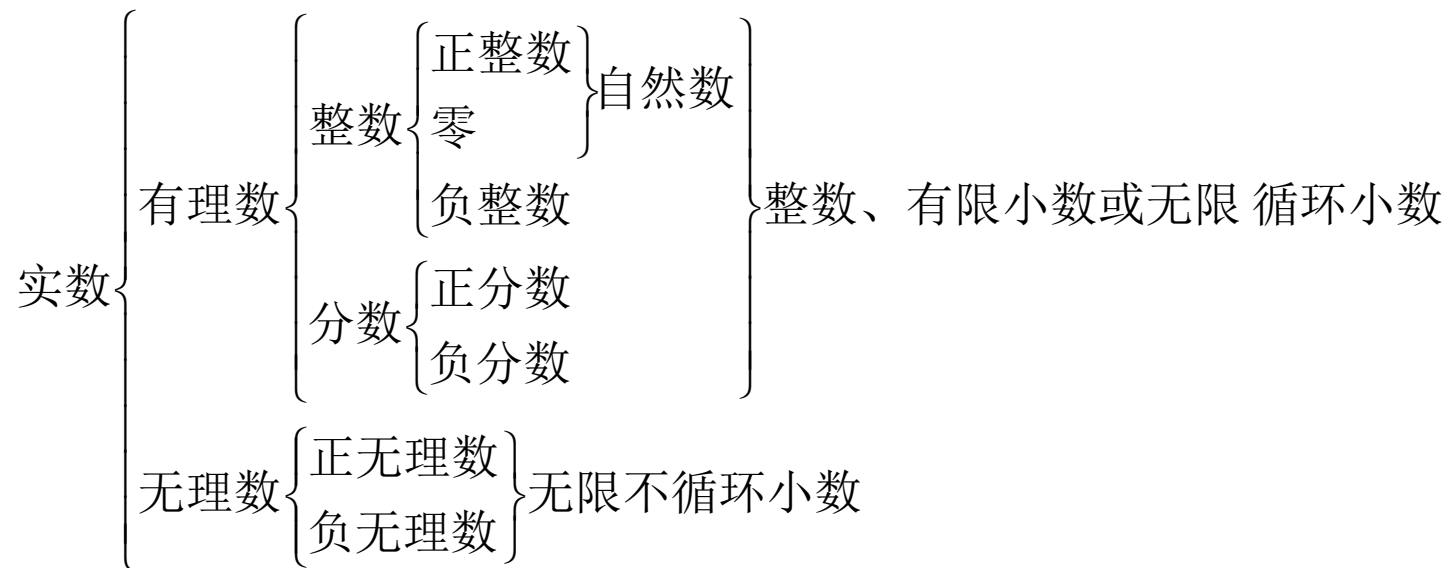 正整数
自然数
整数
零
有理数
负整数
整数、有限小数或无限 循环小数
实数
正分数
分数
负分数
正无理数
无理数
无限不循环小数
负无理数